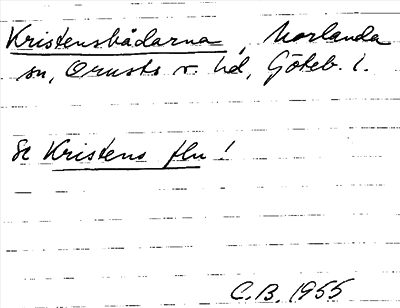 Kristensbådarna, Morlanda
sn, Orusts v. hd, Göteb. l.
Se Kristens flu!
C.B. 1955